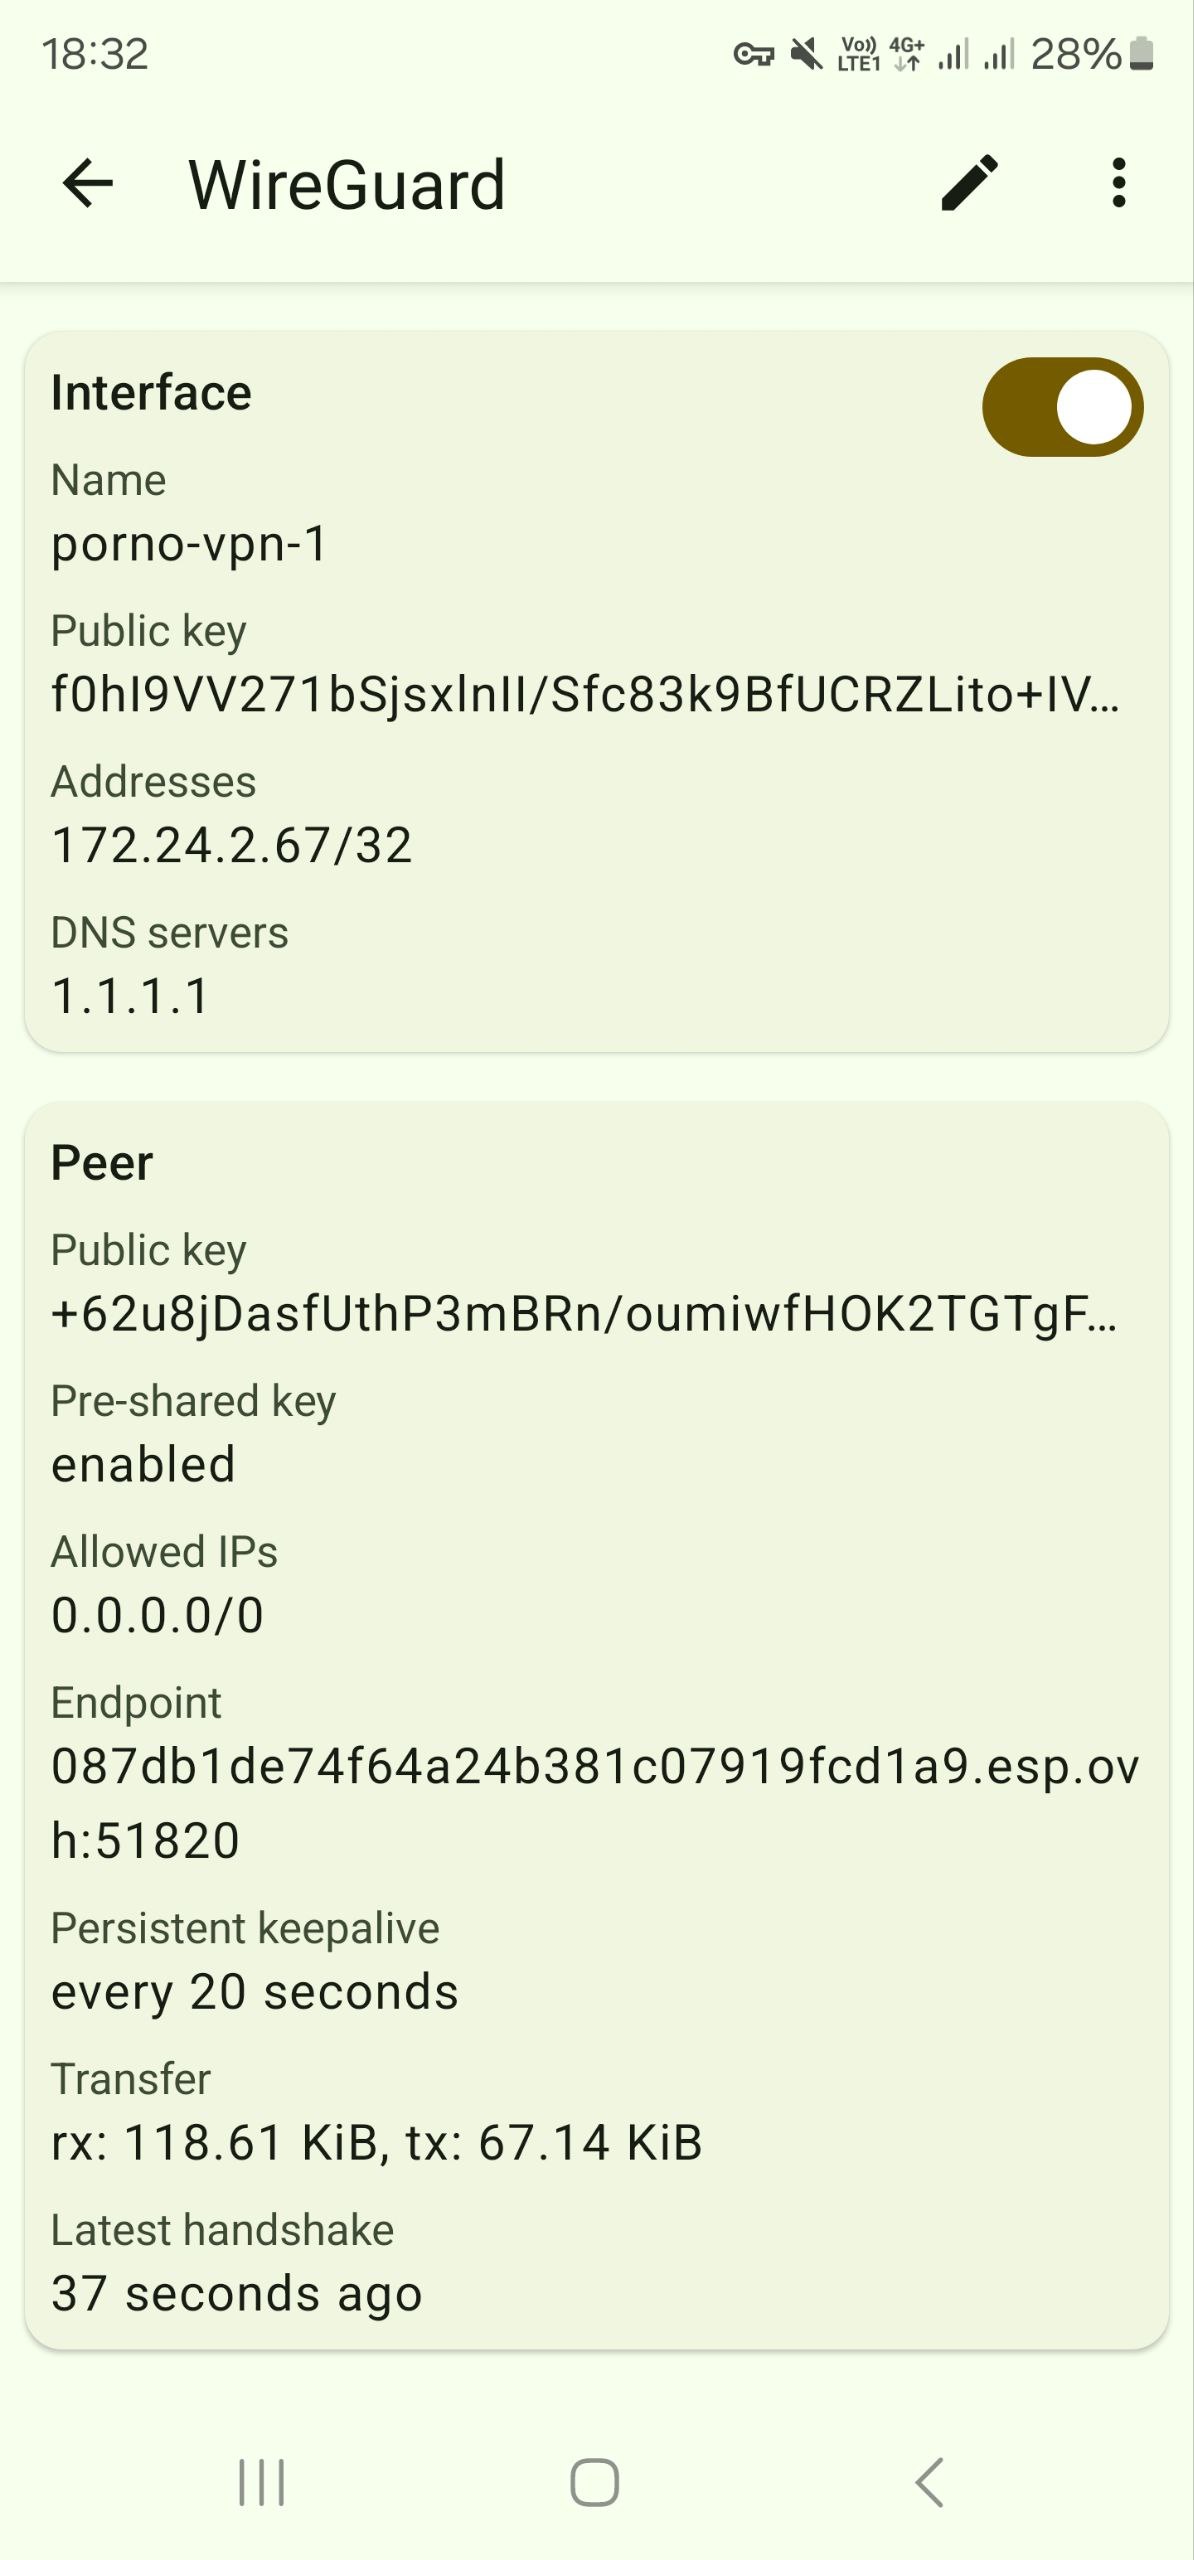 18:32
Vo)) LTE1 4G+ 28%
WireGuard
Interface
Name
porno-vpn-1
Public key
f0hI9VV271bSjsxlnII/Sfc83k9BfUCRZLito+IV...
Addresses
172.24.2.67/32
DNS servers
1.1.1.1
Peer
Public key
+62u8jDasfUthP3mBRn/oumiwfHOK2TGTgF...
Pre-shared key
enabled
Allowed IPs
0.0.0.0/0
Endpoint
087db1de74f64a24b381c07919fcd1a9.esp.ov
h:51820
Persistent keepalive
every 20 seconds
Transfer
rx: 118.61 KiB, tx: 67.14 KiB
Latest handshake
37 seconds ago